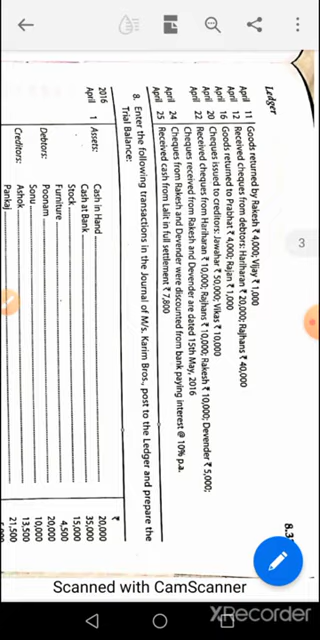 8.3
Ledger
April 11 Goods returned by Rakesh ₹ 4,000; Vijay ₹ 1,000
April 12 Received cheques from debtors: Hariharan ₹ 20,000; Rajhans ₹ 40,000
April 16 Goods returned to Prabhat ₹ 4,000; Rajan ₹ 1,000
April 20 Cheques issued to creditors: Jawahar ₹ 50,000; Vikas ₹ 10,000
April 22 Received cheques from Hariharan ₹ 10,000; Rajhans ₹ 10,000; Rakesh ₹ 10,000; Devender ₹ 5,000;
Cheques received from Rakesh and Devender are dated 15th May, 2016
April 24 Cheques from Rakesh and Devender were discounted from bank paying interest @ 10% p.a.
April 25 Received cash from Lalit in full settlement ₹ 7,800
8. Enter the following transactions in the Journal of M/s. Karim Bros., post to the Ledger and prepare the
Trial Balance:
2016 ₹
April 1 Assets: Cash in Hand 20,000
Cash at Bank 35,000
Stock 15,000
Furniture 4,500
Debtors: Poonam 20,000
Sonu 10,000
Creditors: Ashok 13,500
Pankaj 21,500
3
Scanned with CamScanner
XRecorder